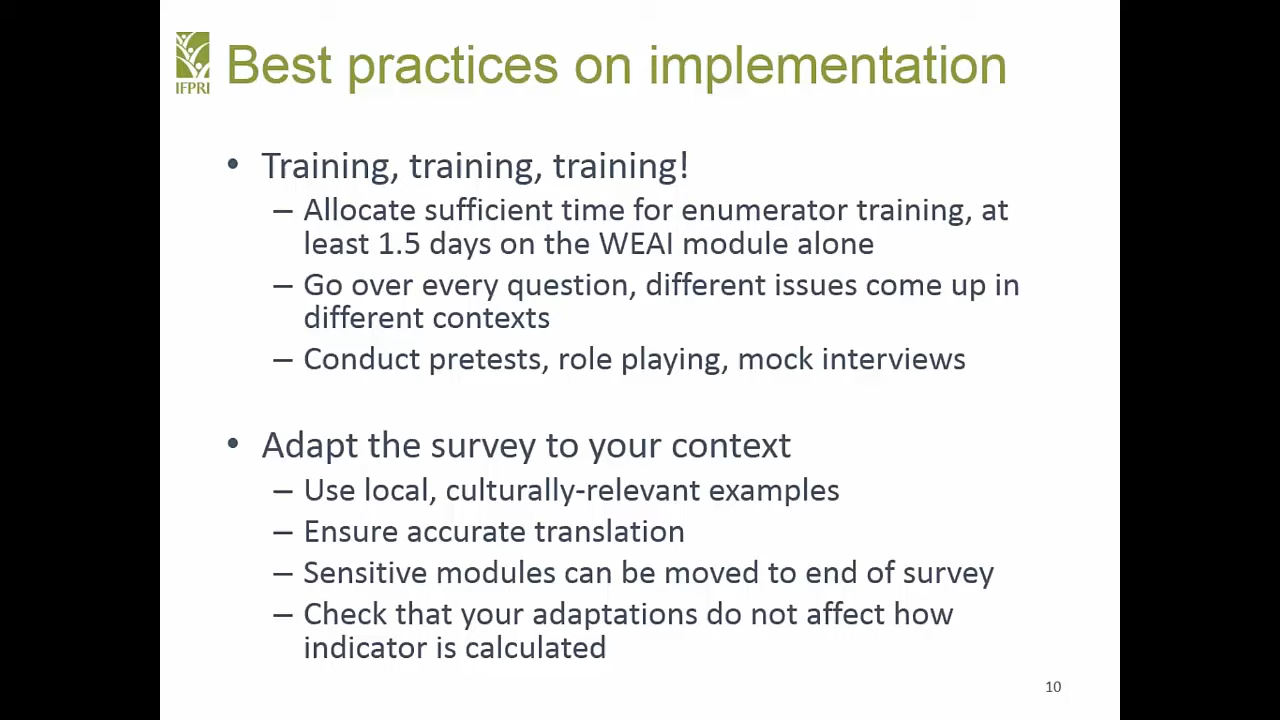 IFPRI
Best practices on implementation
• Training, training, training!
– Allocate sufficient time for enumerator training, at
least 1.5 days on the WEAI module alone
– Go over every question, different issues come up in
different contexts
– Conduct pretests, role playing, mock interviews
• Adapt the survey to your context
– Use local, culturally-relevant examples
– Ensure accurate translation
– Sensitive modules can be moved to end of survey
– Check that your adaptations do not affect how
indicator is calculated
10